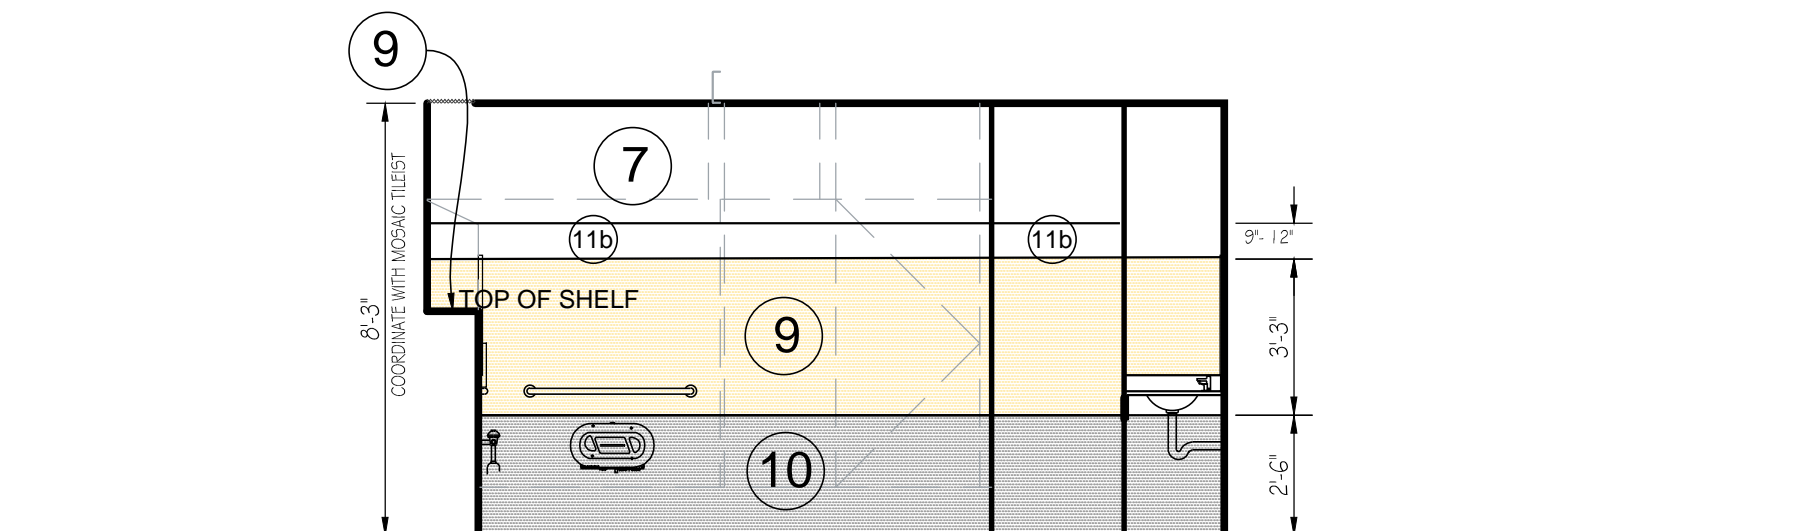 9
7
11b
11b
9"- 12"
TOP OF SHELF
9
8'-3"
COORDINATE WITH MOSAIC TILEIST
3'-3"
10
2'-6"